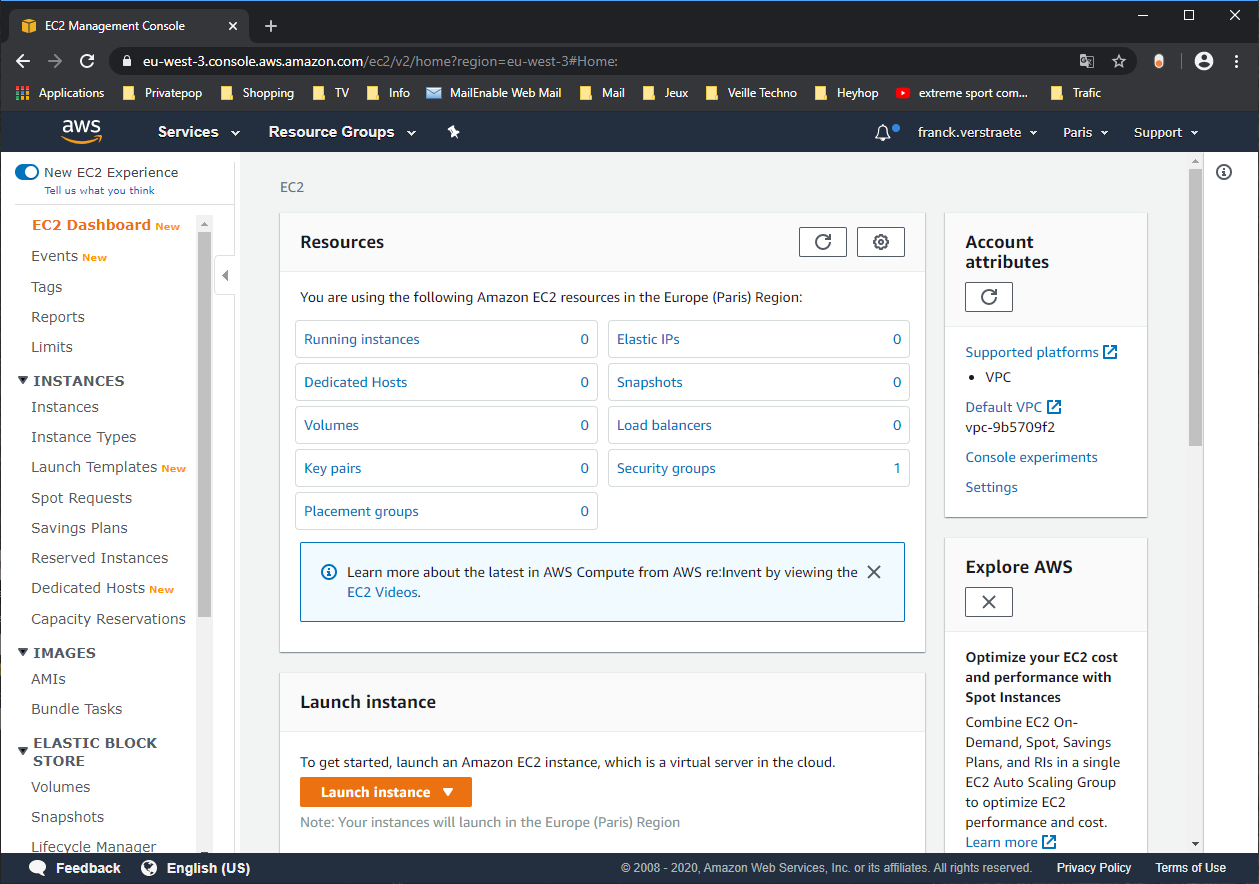 EC2 Management Console
eu-west-3.console.aws.amazon.com/ec2/v2/home?region=eu-west-3#Home:
Applications Privatepop Shopping TV Info MailEnable Web Mail Mail Jeux Veille Techno Heyhop extreme sport com... Trafic
aws Services Resource Groups franck.verstraete Paris Support
New EC2 Experience
Tell us what you think
EC2 Dashboard New
Events New
Tags
Reports
Limits
INSTANCES
Instances
Instance Types
Launch Templates New
Spot Requests
Savings Plans
Reserved Instances
Dedicated Hosts New
Capacity Reservations
IMAGES
AMIs
Bundle Tasks
ELASTIC BLOCK
STORE
Volumes
Snapshots
Lifecycle Manager
EC2
Resources
You are using the following Amazon EC2 resources in the Europe (Paris) Region:
Running instances 0
Elastic IPs 0
Dedicated Hosts 0
Snapshots 0
Volumes 0
Load balancers 0
Key pairs 0
Security groups 1
Placement groups 0
Learn more about the latest in AWS Compute from AWS re:Invent by viewing the
EC2 Videos.
Launch instance
To get started, launch an Amazon EC2 instance, which is a virtual server in the cloud.
Launch instance
Note: Your instances will launch in the Europe (Paris) Region
Account
attributes
Supported platforms
• VPC
Default VPC
vpc-9b5709f2
Console experiments
Settings
Explore AWS
Optimize your EC2 cost
and performance with
Spot Instances
Combine EC2 On-
Demand, Spot, Savings
Plans, and RIs in a single
EC2 Auto Scaling Group
to optimize EC2
performance and cost.
Learn more
Feedback English (US) © 2008 - 2020, Amazon Web Services, Inc. or its affiliates. All rights reserved. Privacy Policy Terms of Use